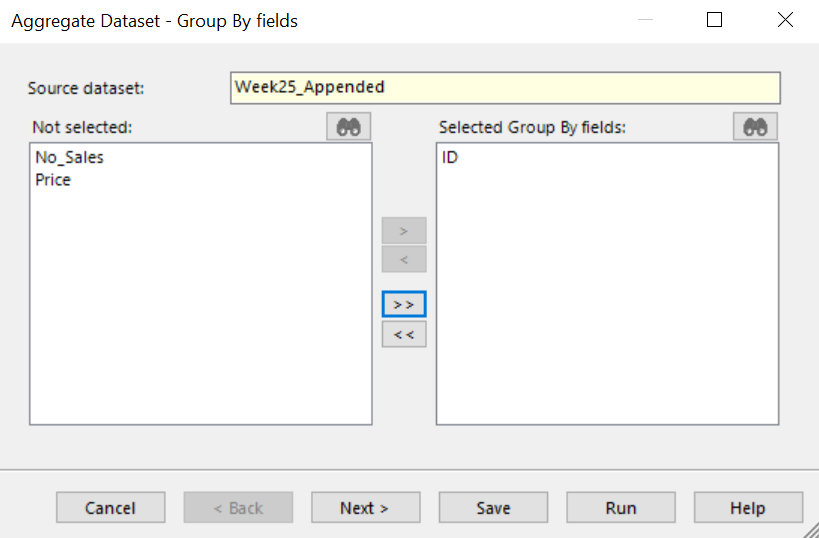 Aggregate Dataset - Group By fields
Source dataset: Week25_Appended
Not selected: Selected Group By fields:
No_Sales ID
Price
>
<
>>
<<
Cancel < Back Next > Save Run Help